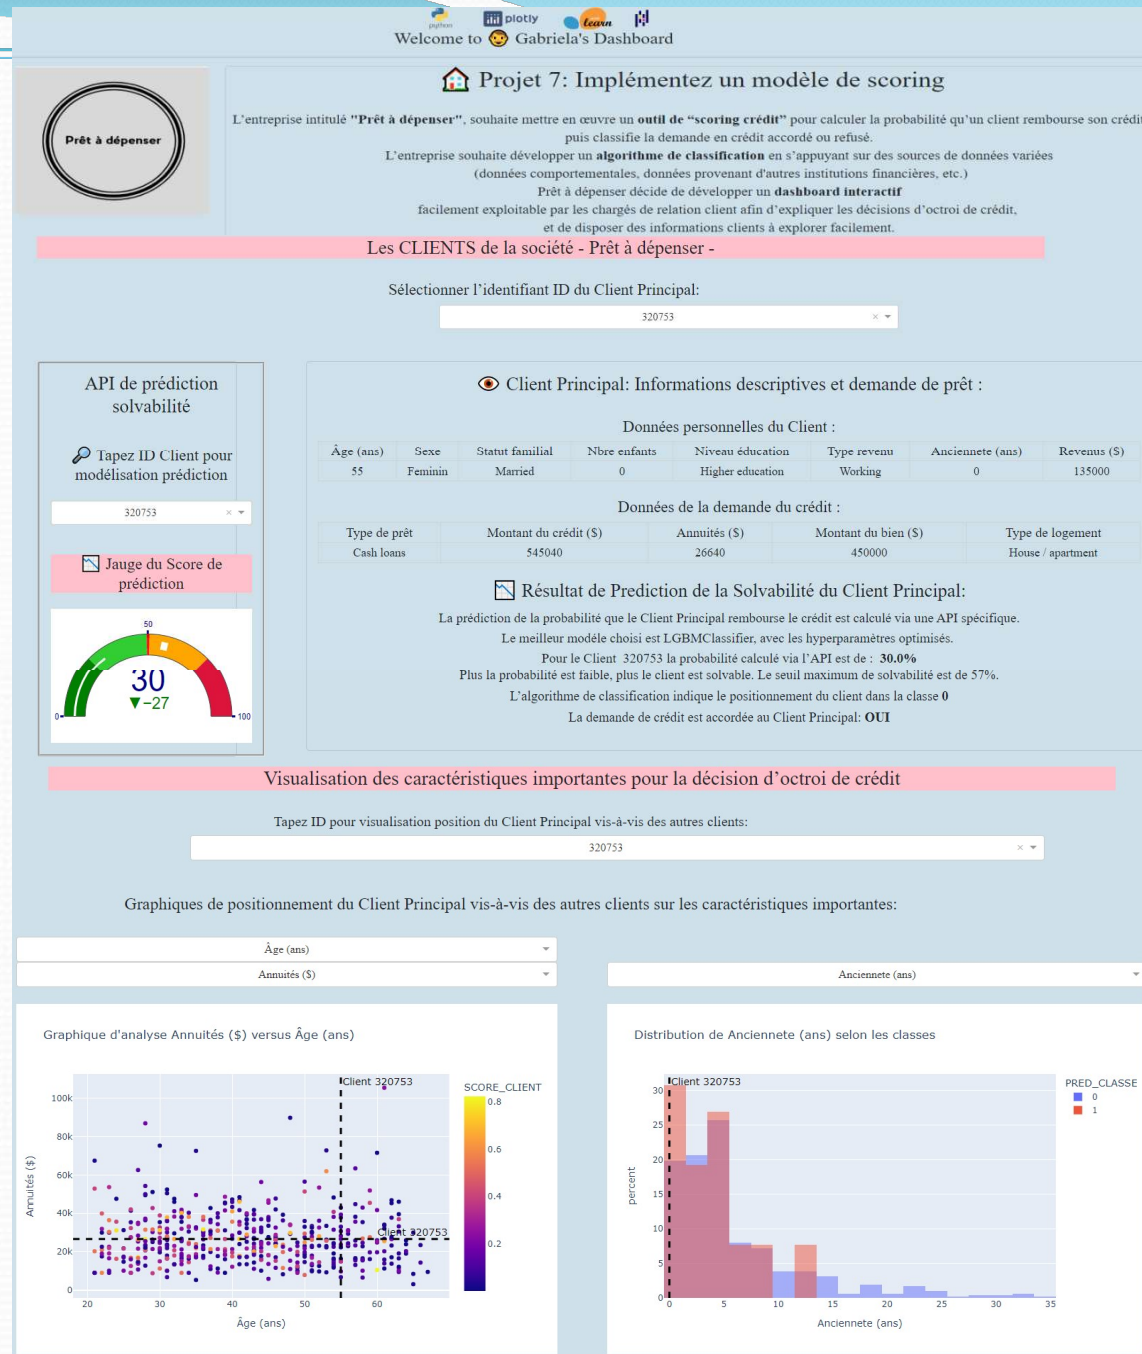 python
plotly
learn
Welcome to Gabriela's Dashboard
Prêt à dépenser
Projet 7: Implémentez un modèle de scoring
L'entreprise intitulé "Prêt à dépenser", souhaite mettre en œuvre un outil de “scoring crédit” pour calculer la probabilité qu'un client rembourse son crédit
puis classifie la demande en crédit accordé ou refusé.
L'entreprise souhaite développer un algorithme de classification en s'appuyant sur des sources de données variées
(données comportementales, données provenant d'autres institutions financières, etc.)
Prêt à dépenser décide de développer un dashboard interactif
facilement exploitable par les chargés de relation client afin d'expliquer les décisions d'octroi de crédit,
et de disposer des informations clients à explorer facilement.
Les CLIENTS de la société - Prêt à dépenser -
Sélectionner l'identifiant ID du Client Principal:
320753
API de prédiction
solvabilité
Tapez ID Client pour
modélisation prédiction
320753
Jauge du Score de
prédiction
50
30
▼−27
0
100
Client Principal: Informations descriptives et demande de prêt :
Données personnelles du Client :
Âge (ans) Sexe Statut familial Nbre enfants Niveau éducation Type revenu Anciennete (ans) Revenus ($)
55 Feminin Married 0 Higher education Working 0 135000
Données de la demande du crédit :
Type de prêt Montant du crédit ($) Annuités ($) Montant du bien ($) Type de logement
Cash loans 545040 26640 450000 House / apartment
Résultat de Prediction de la Solvabilité du Client Principal:
La prédiction de la probabilité que le Client Principal rembourse le crédit est calculé via une API spécifique.
Le meilleur modéle choisi est LGBMClassifier, avec les hyperparamètres optimisés.
Pour le Client 320753 la probabilité calculé via l'API est de : 30.0%
Plus la probabilité est faible, plus le client est solvable. Le seuil maximum de solvabilité est de 57%.
L'algorithme de classification indique le positionnement du client dans la classe 0
La demande de crédit est accordée au Client Principal: OUI
Visualisation des caractéristiques importantes pour la décision d'octroi de crédit
Tapez ID pour visualisation position du Client Principal vis-à-vis des autres clients:
320753
Graphiques de positionnement du Client Principal vis-à-vis des autres clients sur les caractéristiques importantes:
Âge (ans)
Annuités ($)
Graphique d'analyse Annuités ($) versus Âge (ans)
Client 320753
SCORE_CLIENT
0.8
0.6
0.4
0.2
100k
80k
60k
40k
20k
0
Client 320753
Annuités ($)
20 30 40 50 60
Âge (ans)
Anciennete (ans)
Distribution de Anciennete (ans) selon les classes
Client 320753
PRED_CLASSE
0
1
30
25
20
15
10
5
0
percent
0 5 10 15 20 25 30 35
Anciennete (ans)